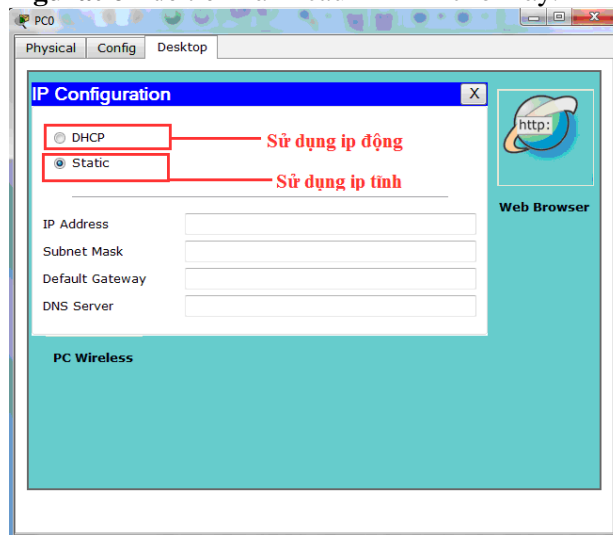 PC0
Physical Config Desktop
IP Configuration X
DHCP
Sử dụng ip động
Static
Sử dụng ip tĩnh
IP Address
Subnet Mask
Default Gateway
DNS Server
http:
Web Browser
PC Wireless